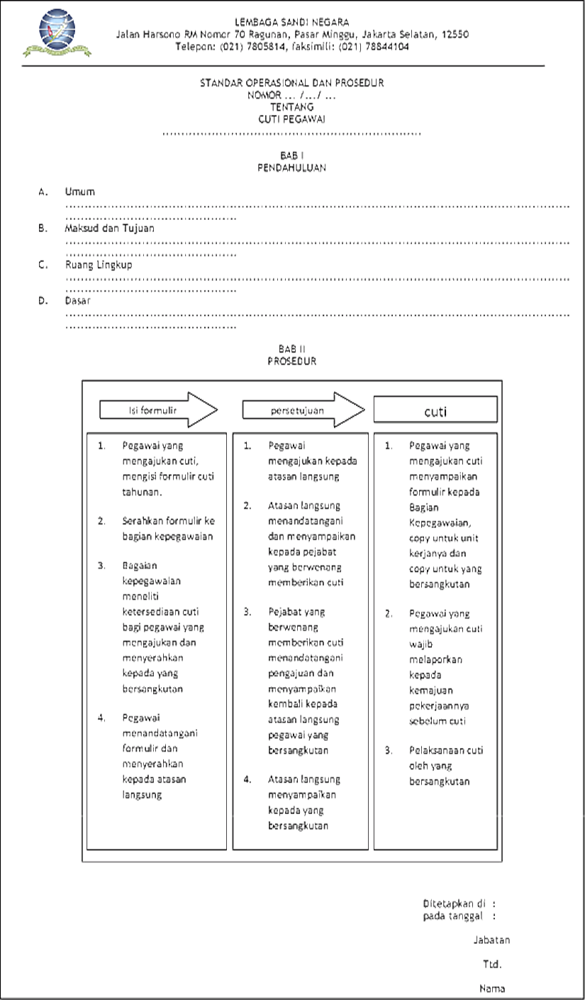 LEMBAGA SANDI NEGARA
Jalan Harsono RM Nomor 70 Ragunan, Pasar Minggu, Jakarta Selatan, 12550
Telepon: (021) 7805814, faksimili: (021) 78844104
STANDAR OPERASIONAL DAN PROSEDUR
NOMOR ... /.../ ...
TENTANG
CUTI PEGAWAI
....................................................................
BAB I
PENDAHULUAN
A. Umum
....................................................................................................................................
.............................................
B. Maksud dan Tujuan
....................................................................................................................................
.............................................
C. Ruang Lingkup
....................................................................................................................................
.............................................
D. Dasar
....................................................................................................................................
.............................................
BAB II
PROSEDUR
Isi formulir
1. Pegawai yang
mengajukan cuti,
mengisi formulir cuti
tahunan.
2. Serahkan formulir ke
bagian kepegawaian
3. Bagaian
kepegawaian
meneliti
ketersediaan cuti
bagi pegawai yang
mengajukan dan
menyerahkan
kepada yang
bersangkutan
4. Pegawai
menandatangani
formulir dan
menyerahkan
kepada atasan
langsung
persetujuan
1. Pegawai
mengajukan kepada
atasan langsung
2. Atasan langsung
menandatangani
dan menyampaikan
kepada pejabat
yang berwenang
memberikan cuti
3. Pejabat yang
berwenang
memberikan cuti
menandatangani
pengajuan dan
menyampaikan
kembali kepada
atasan langsung
pegawai yang
bersangkutan
4. Atasan langsung
menyampaikan
kepada yang
bersangkutan
cuti
1. Pegawai yang
mengajukan cuti
menyampaikan
formulir kepada
Bagian
Kepegawaian,
copy untuk unit
kerjanya dan
copy untuk yang
bersangkutan
2. Pegawai yang
mengajukan cuti
wajib
melaporkan
kepada
kemajuan
pekerjaannya
sebelum cuti
3. Pelaksanaan cuti
oleh yang
bersangkutan
Ditetapkan di :
pada tanggal :
Jabatan
Ttd.
Nama